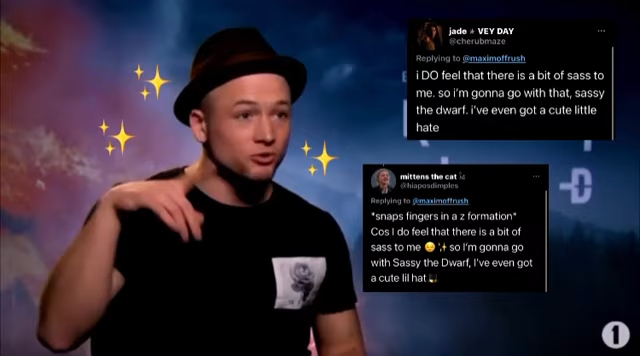 jade VEY DAY
@cherubmaze
Replying to @maximoffrush
i DO feel that there is a bit of sass to
me. so i'm gonna go with that, sassy
the dwarf. i've even got a cute little
hate
mittens the cat
@hiaposdimples
Replying to @maximoffrush
*snaps fingers in a z formation*
Cos I do feel that there is a bit of
sass to me 😔✨ so I'm gonna go
with Sassy the Dwarf, I've even got
a cute lil hat
-D
1